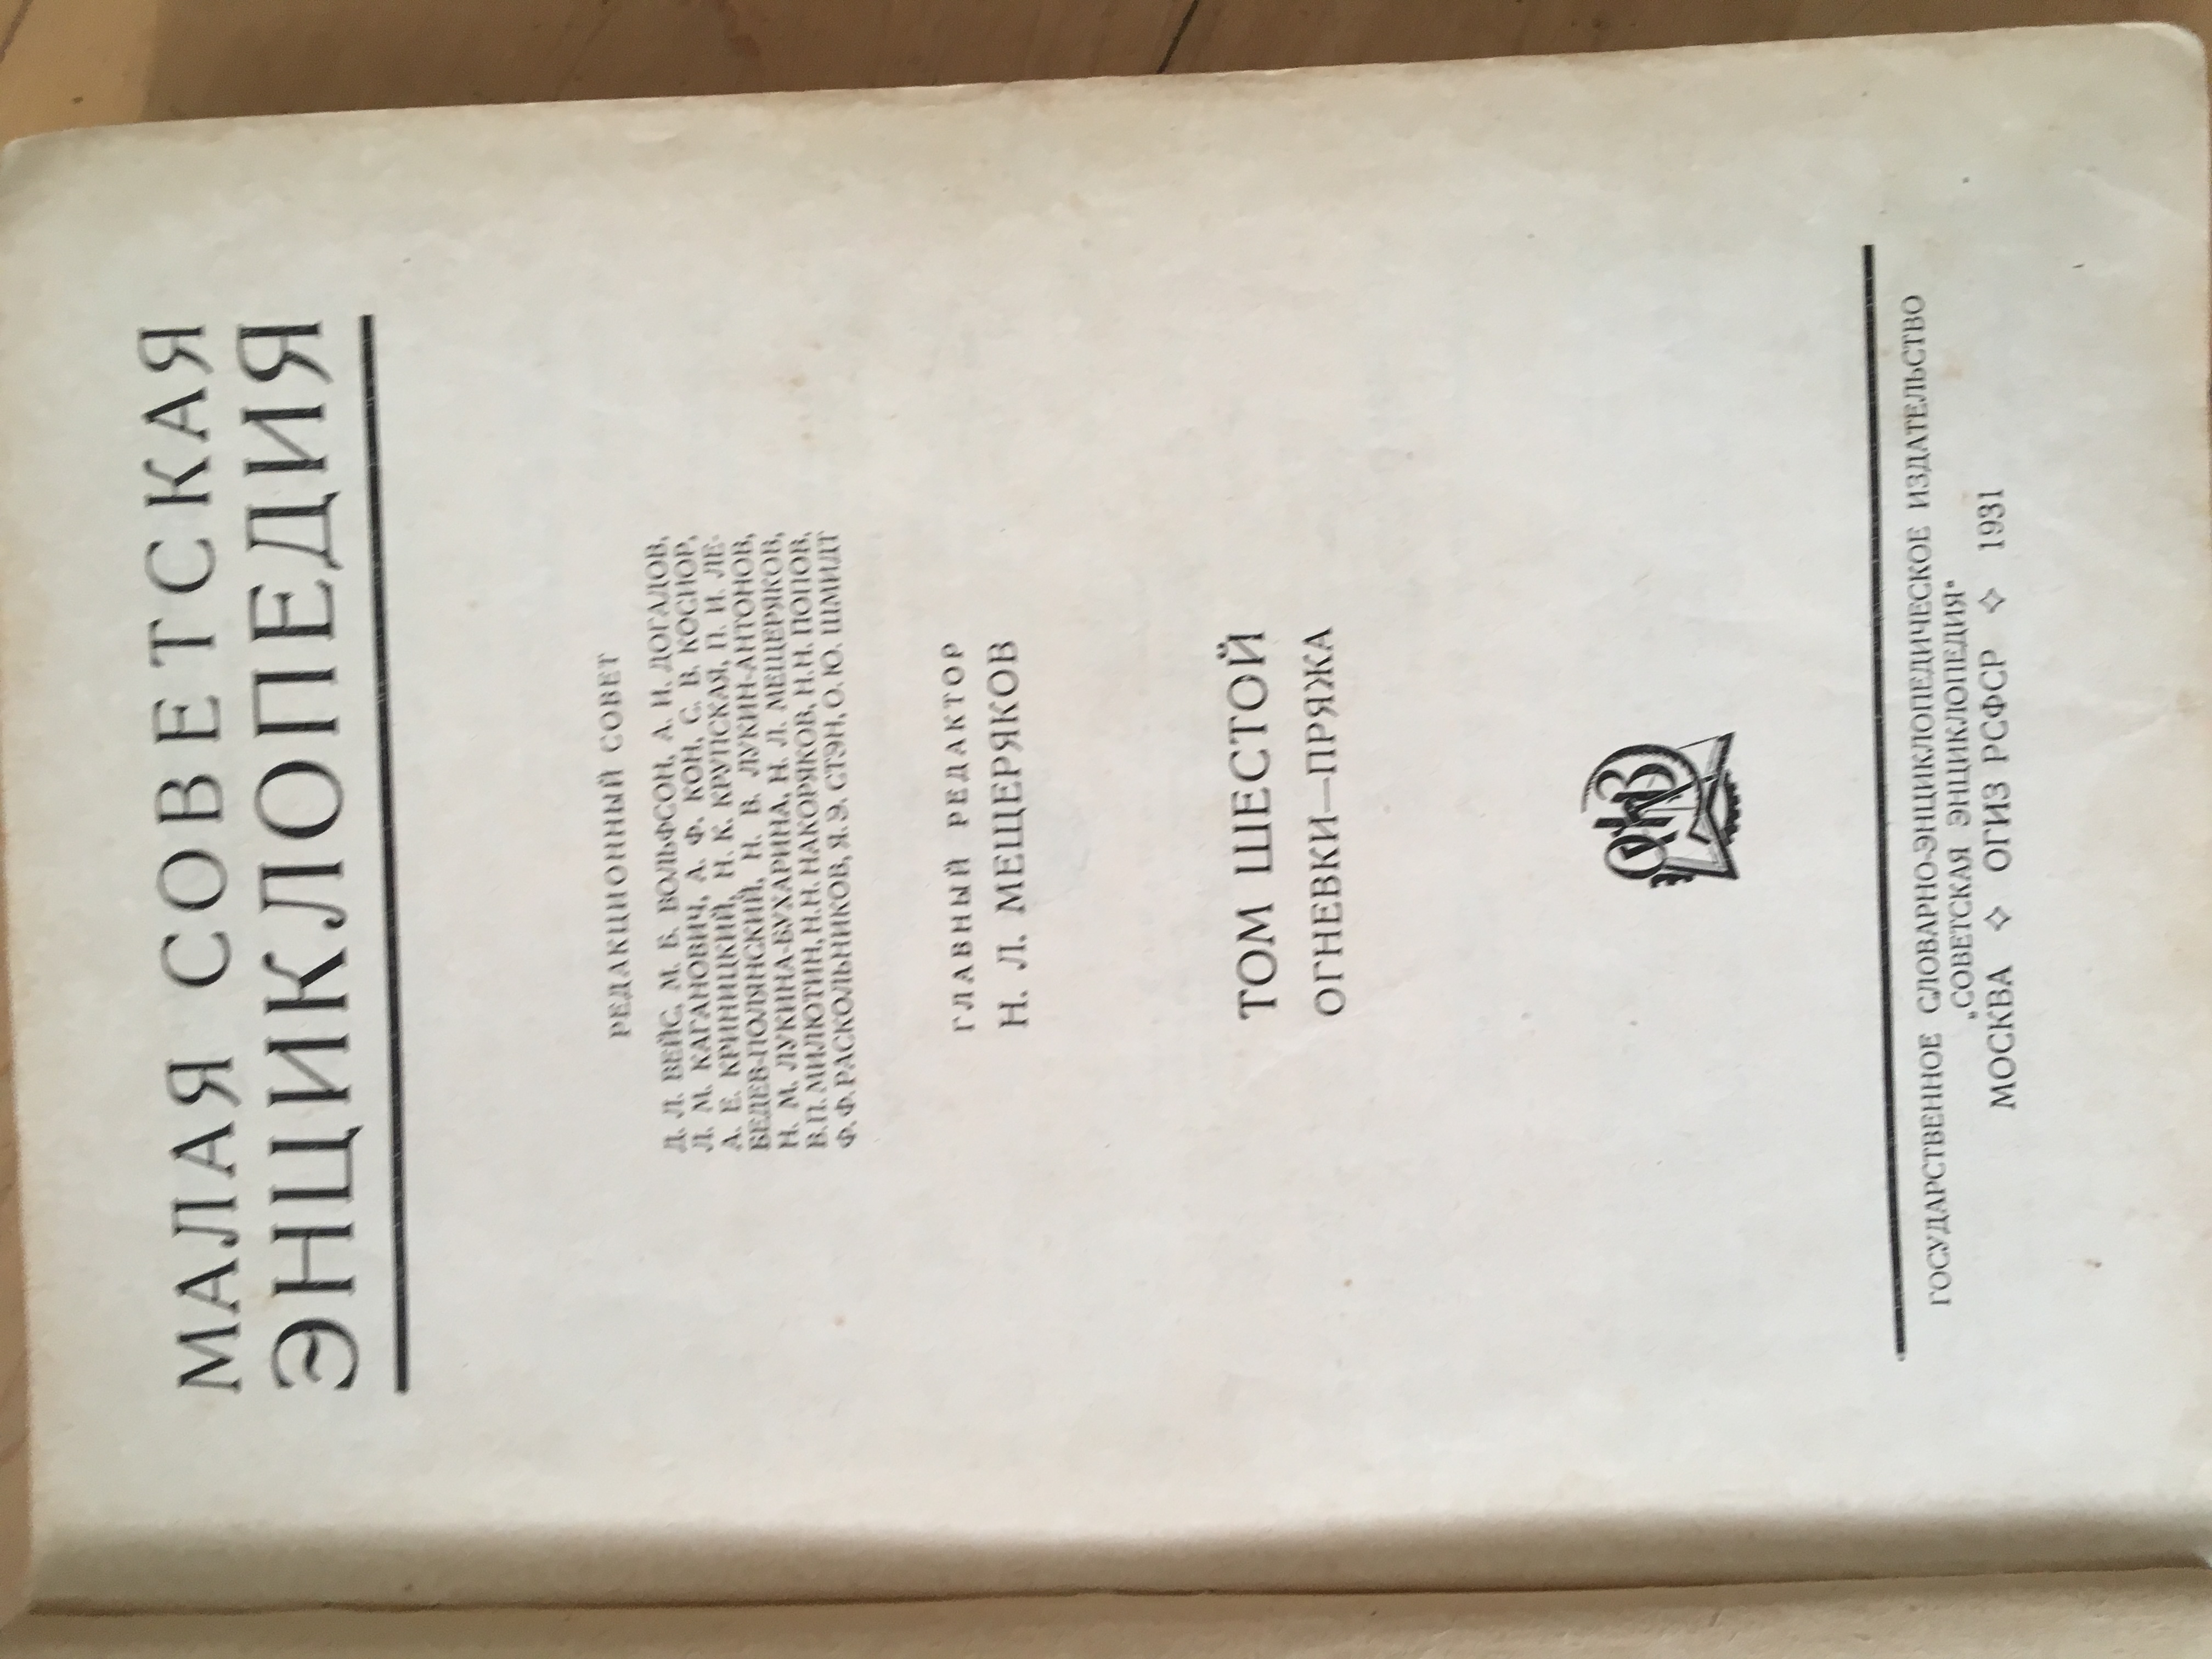 МАЛАЯ СОВЕТСКАЯ
ЭНЦИКЛОПЕДИЯ
РЕДАКЦИОННЫЙ СОВЕТ
Д. Л. ВЕЙС, М. Б. ВОЛЬФСОН, А. И. ДОГАДОВ,
Л. М. КАГАНОВИЧ, А. Ф. КОН, С. В. КОСИОР,
А. Е. КРИНИЦКИЙ, Н. К. КРУПСКАЯ, П. И. ЛЕ-
БЕДЕВ-ПОЛЯНСКИЙ, Н. В. ЛУКИН-АНТОНОВ,
Н. М. ЛУКИНА-БУХАРИНА, Н. Л. МЕЩЕРЯКОВ,
В. П. МИЛЮТИН, Н. Н. НАКОРЯКОВ, Н. Н. ПОПОВ,
Ф. Ф. РАСКОЛЬНИКОВ, Я. Э. СТЭН, О. Ю. ШМИДТ
ГЛАВНЫЙ РЕДАКТОР
Н. Л. МЕЩЕРЯКОВ
ТОМ ШЕСТОЙ
ОГНЕВКИ—ПРЯЖА
ОГИЗ
ГОСУДАРСТВЕННОЕ СЛОВАРНО-ЭНЦИКЛОПЕДИЧЕСКОЕ ИЗДАТЕЛЬСТВО
„СОВЕТСКАЯ ЭНЦИКЛОПЕДИЯ“
МОСКВА ✧ ОГИЗ РСФСР ✧ 1931